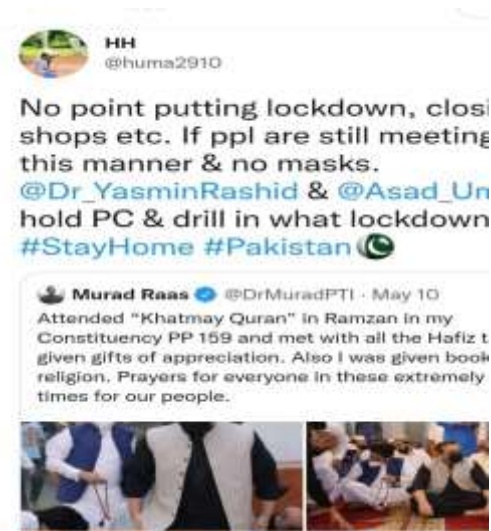 HH
@huma2910
No point putting lockdown, closi
shops etc. If ppl are still meeting
this manner & no masks.
@Dr_YasminRashid & @Asad_Um
hold PC & drill in what lockdown
#StayHome #Pakistan
Murad Raas @DrMuradPTI · May 10
Attended “Khatmay Quran” in Ramzan in my
Constituency PP 159 and met with all the Hafiz t
given gifts of appreciation. Also I was given book
religion. Prayers for everyone in these extremely
times for our people.